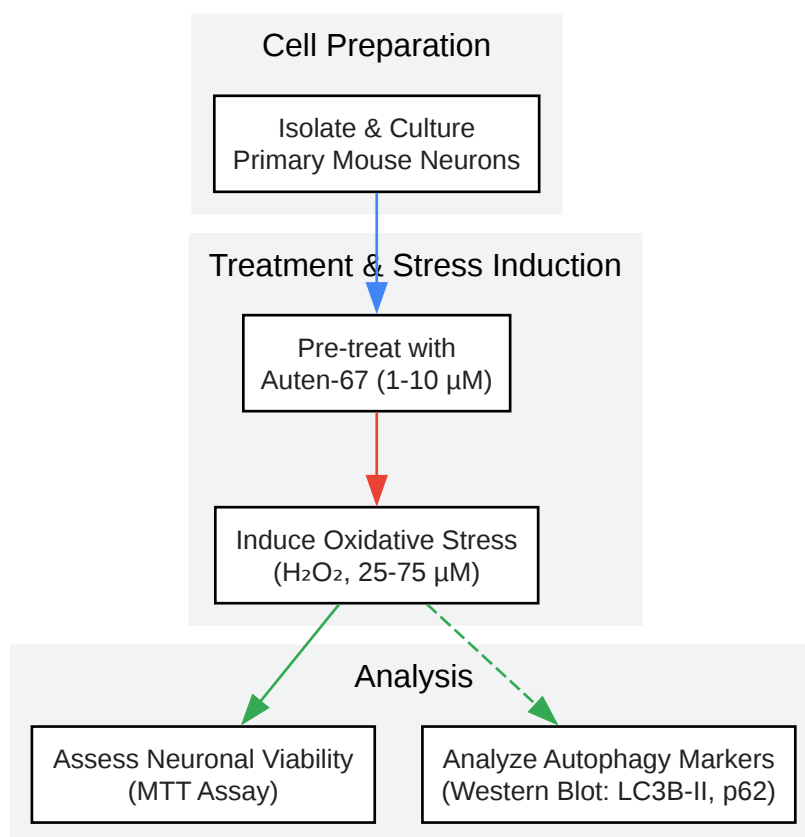 Cell Preparation
Isolate & Culture
Primary Mouse Neurons
Treatment & Stress Induction
Pre-treat with
Auten-67 (1-10 µM)
Induce Oxidative Stress
(H₂O₂, 25-75 µM)
Analysis
Assess Neuronal Viability
(MTT Assay)
Analyze Autophagy Markers
(Western Blot: LC3B-II, p62)